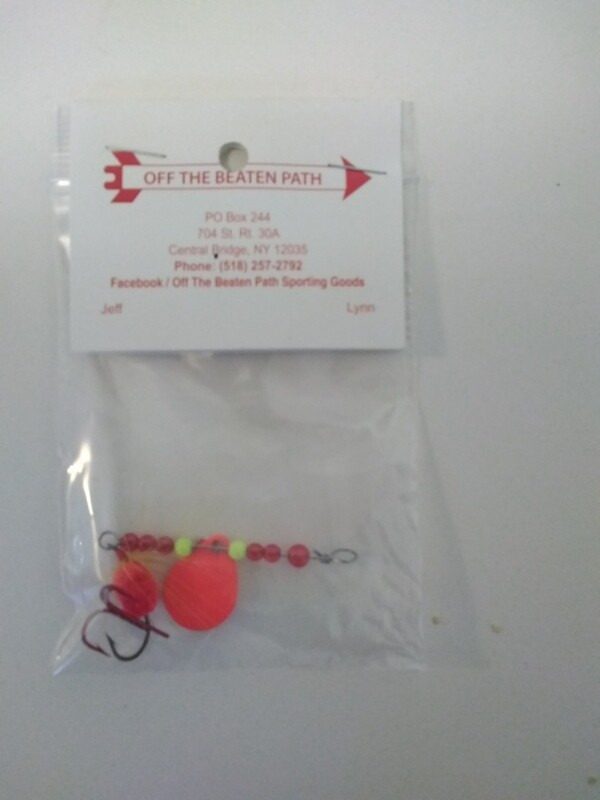 OFF THE BEATEN PATH
PO Box 244
704 St. Rt. 30A
Central Bridge, NY 12035
Phone: (518) 257-2792
Facebook / Off The Beaten Path Sporting Goods
Jeff Lynn